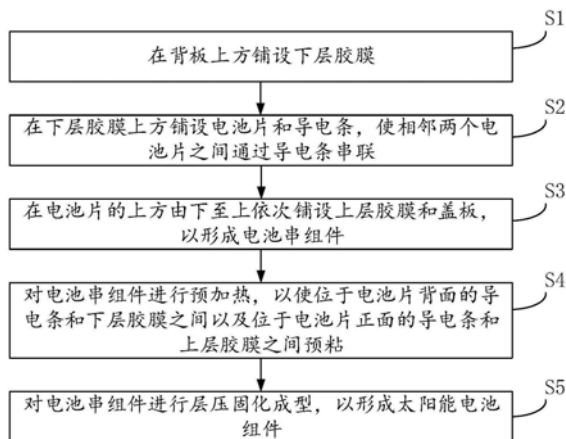 S1
在背板上方铺设下层胶膜
S2
在下层胶膜上方铺设电池片和导电条，使相邻两个电
池片之间通过导电条串联
S3
在电池片的上方由下至上依次铺设上层胶膜和盖板，
以形成电池串组件
S4
对电池串组件进行预加热，以使位于电池片背面的导
电条和下层胶膜之间以及位于电池片正面的导电条和
上层胶膜之间预粘
S5
对电池串组件进行层压固化成型，以形成太阳能电池
组件